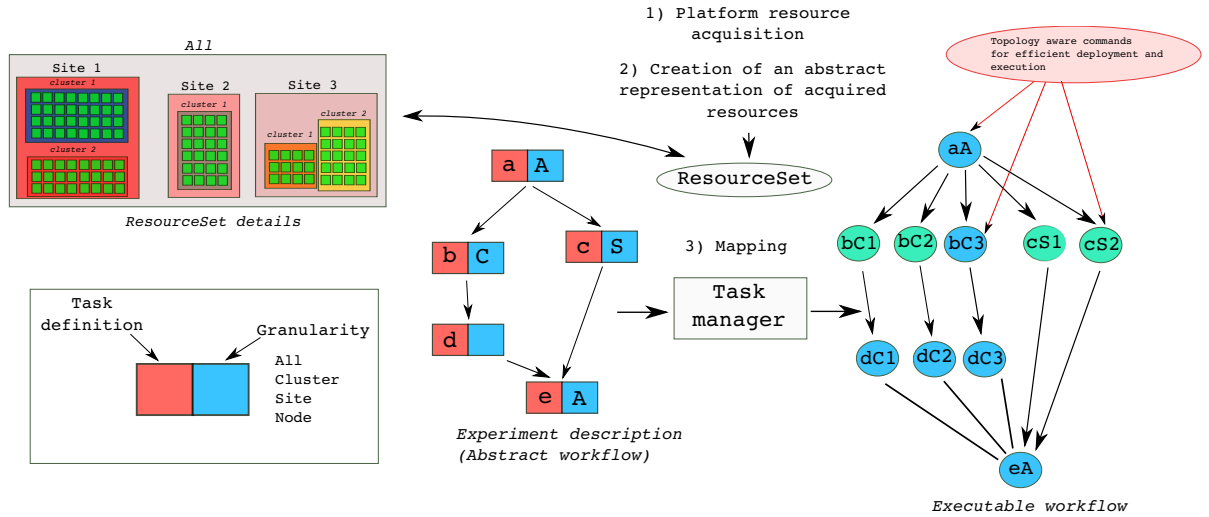 All
Site 1
cluster 1
cluster 2
Site 2
cluster 1
Site 3
cluster 1
cluster 2
ResourceSet details
Task
definition
Granularity
All
Cluster
Site
Node
1) Platform resource
acquisition
2) Creation of an abstract
representation of acquired
resources
ResourceSet
3) Mapping
Task
manager
a A
b C
c S
d
e A
Experiment description
(Abstract workflow)
Topology aware commands
for efficient deployment and
execution
aA
bC1 bC2 bC3 cS1 cS2
dC1 dC2 dC3
eA
Executable workflow